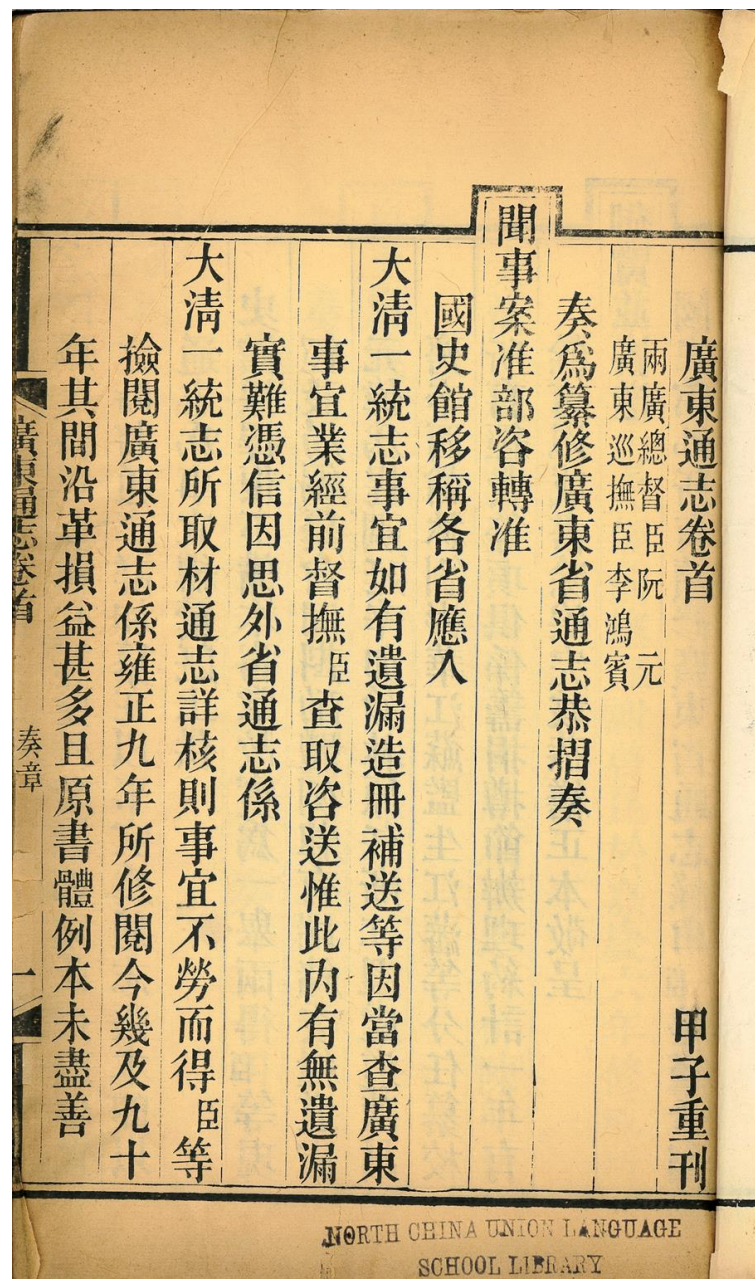 廣東通志卷首 甲子重刊
兩廣總督臣阮 元
廣東巡撫臣李鴻賓
奏爲纂修廣東省通志恭摺奏
聞事案准部咨轉准
國史館移稱各省應入
大清一統志事宜如有遺漏造冊補送等因當查廣東
事宜業經前督撫臣查取咨送惟此內有無遺漏
實難憑信因思外省通志係
大清一統志所取材通志詳核則事宜不勞而得臣等
撿閱廣東通志係雍正九年所修閱今幾及九十
年其間沿革損益甚多且原書體例本未盡善
廣東通志卷首 奏章 一
NORTH CHINA UNION LANGUAGE
SCHOOL LIBRARY